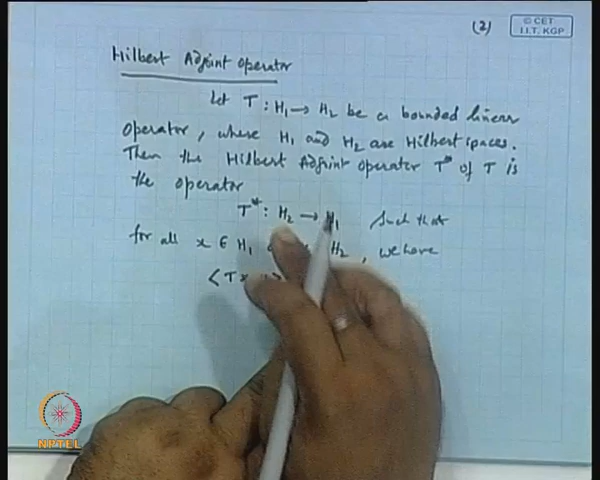 (2)
© CET
I.I.T. KGP
Hilbert Adjoint operator
Let T : H₁ → H₂ be a bounded linear
operator, where H₁ and H₂ are Hilbert spaces.
Then the Hilbert Adjoint operator T* of T is
the operator
T* : H₂ → H₁ such that
for all x ∈ H₁ H₂, we have
⟨Tx
NPTEL